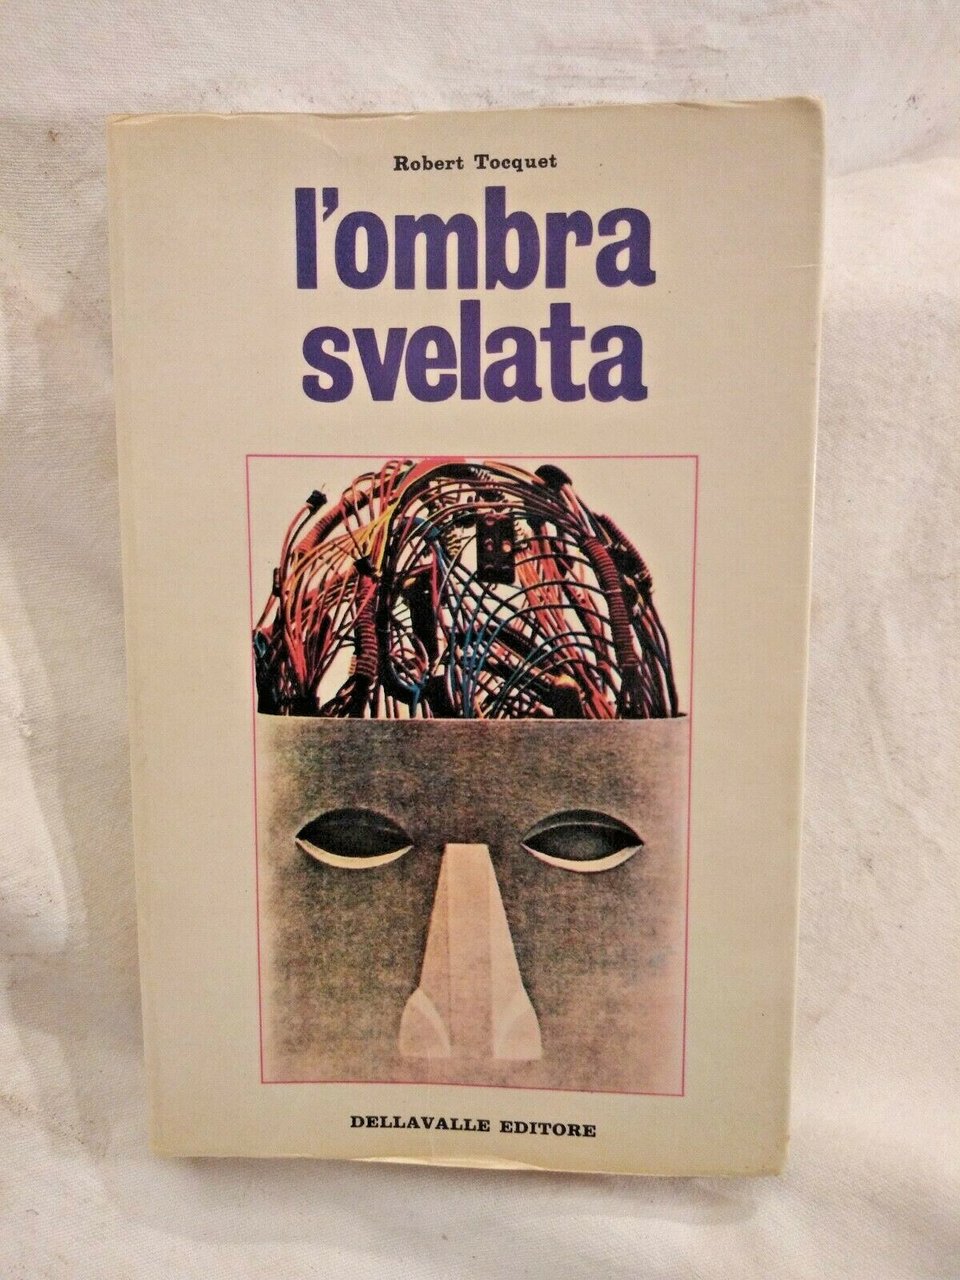 Robert Tocquet
l'ombra
svelata
DELLAVALLE EDITORE